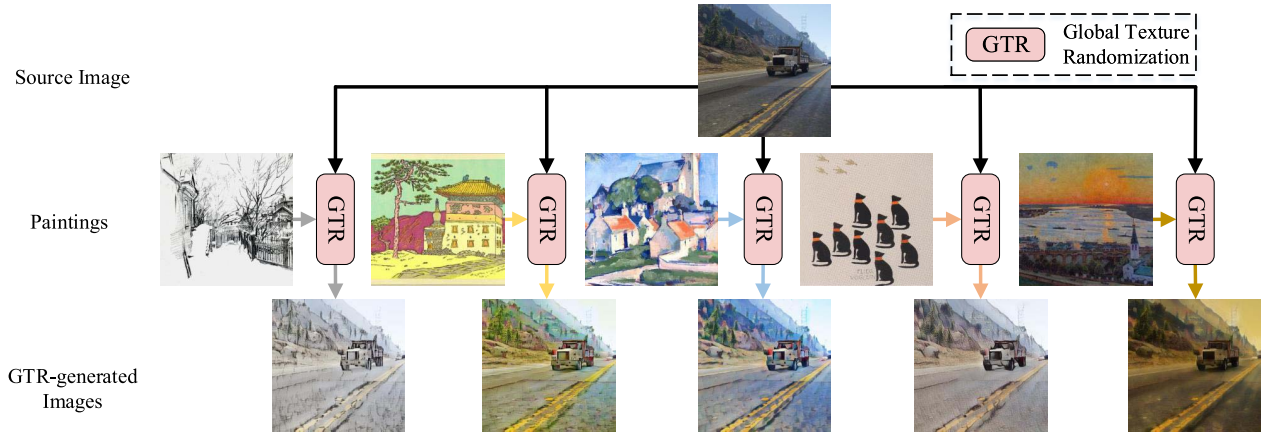 GTR
Global Texture
Randomization
Source Image
Paintings
GTR
GTR
GTR
GTR
GTR
GTR-generated
Images